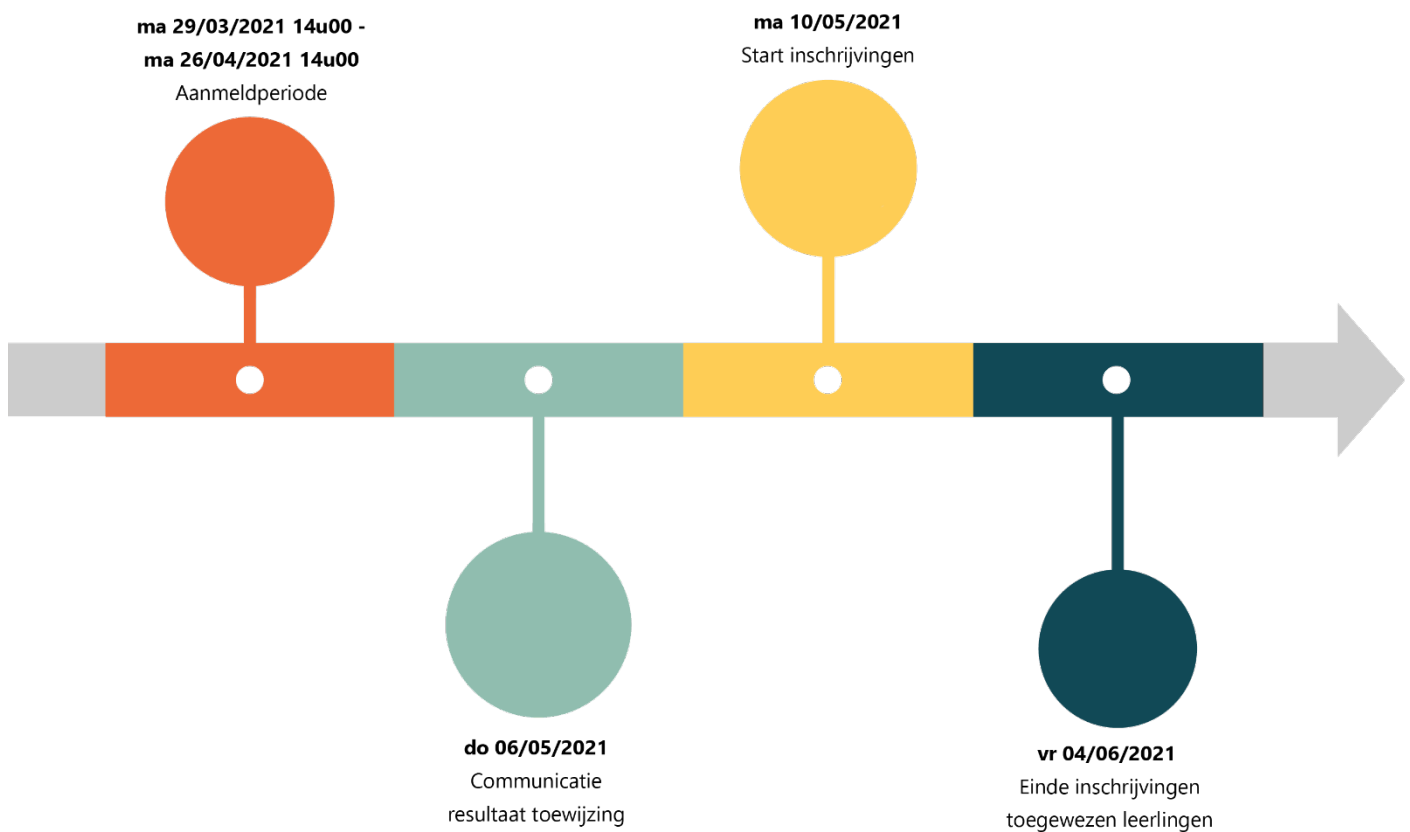 ma 29/03/2021 14u00 -
ma 26/04/2021 14u00
Aanmeldperiode
do 06/05/2021
Communicatie
resultaat toewijzing
ma 10/05/2021
Start inschrijvingen
vr 04/06/2021
Einde inschrijvingen
toegewezen leerlingen